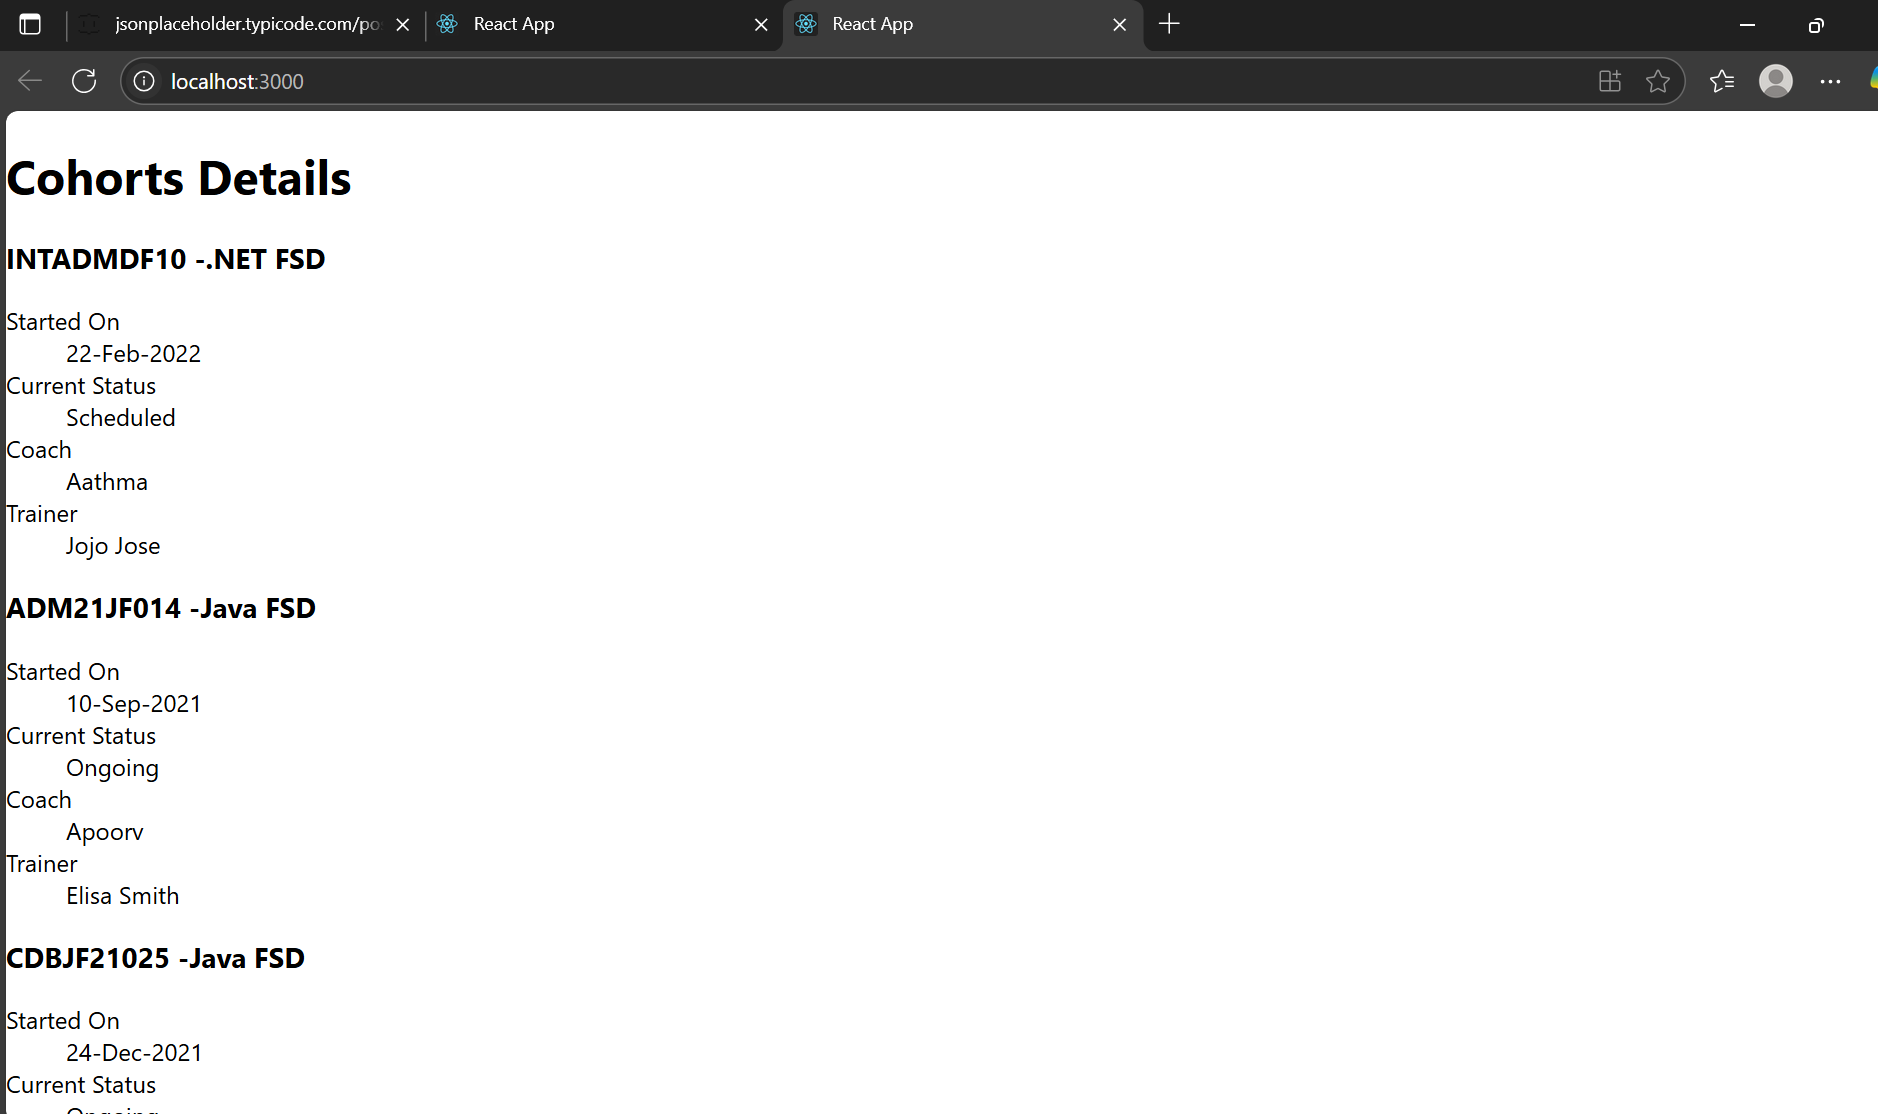 jsonplaceholder.typicode.com/po
React App
React App
localhost:3000
Cohorts Details
INTADMDF10 -.NET FSD
Started On
22-Feb-2022
Current Status
Scheduled
Coach
Aathma
Trainer
Jojo Jose
ADM21JF014 -Java FSD
Started On
10-Sep-2021
Current Status
Ongoing
Coach
Apoorv
Trainer
Elisa Smith
CDBJF21025 -Java FSD
Started On
24-Dec-2021
Current Status
Ongoing